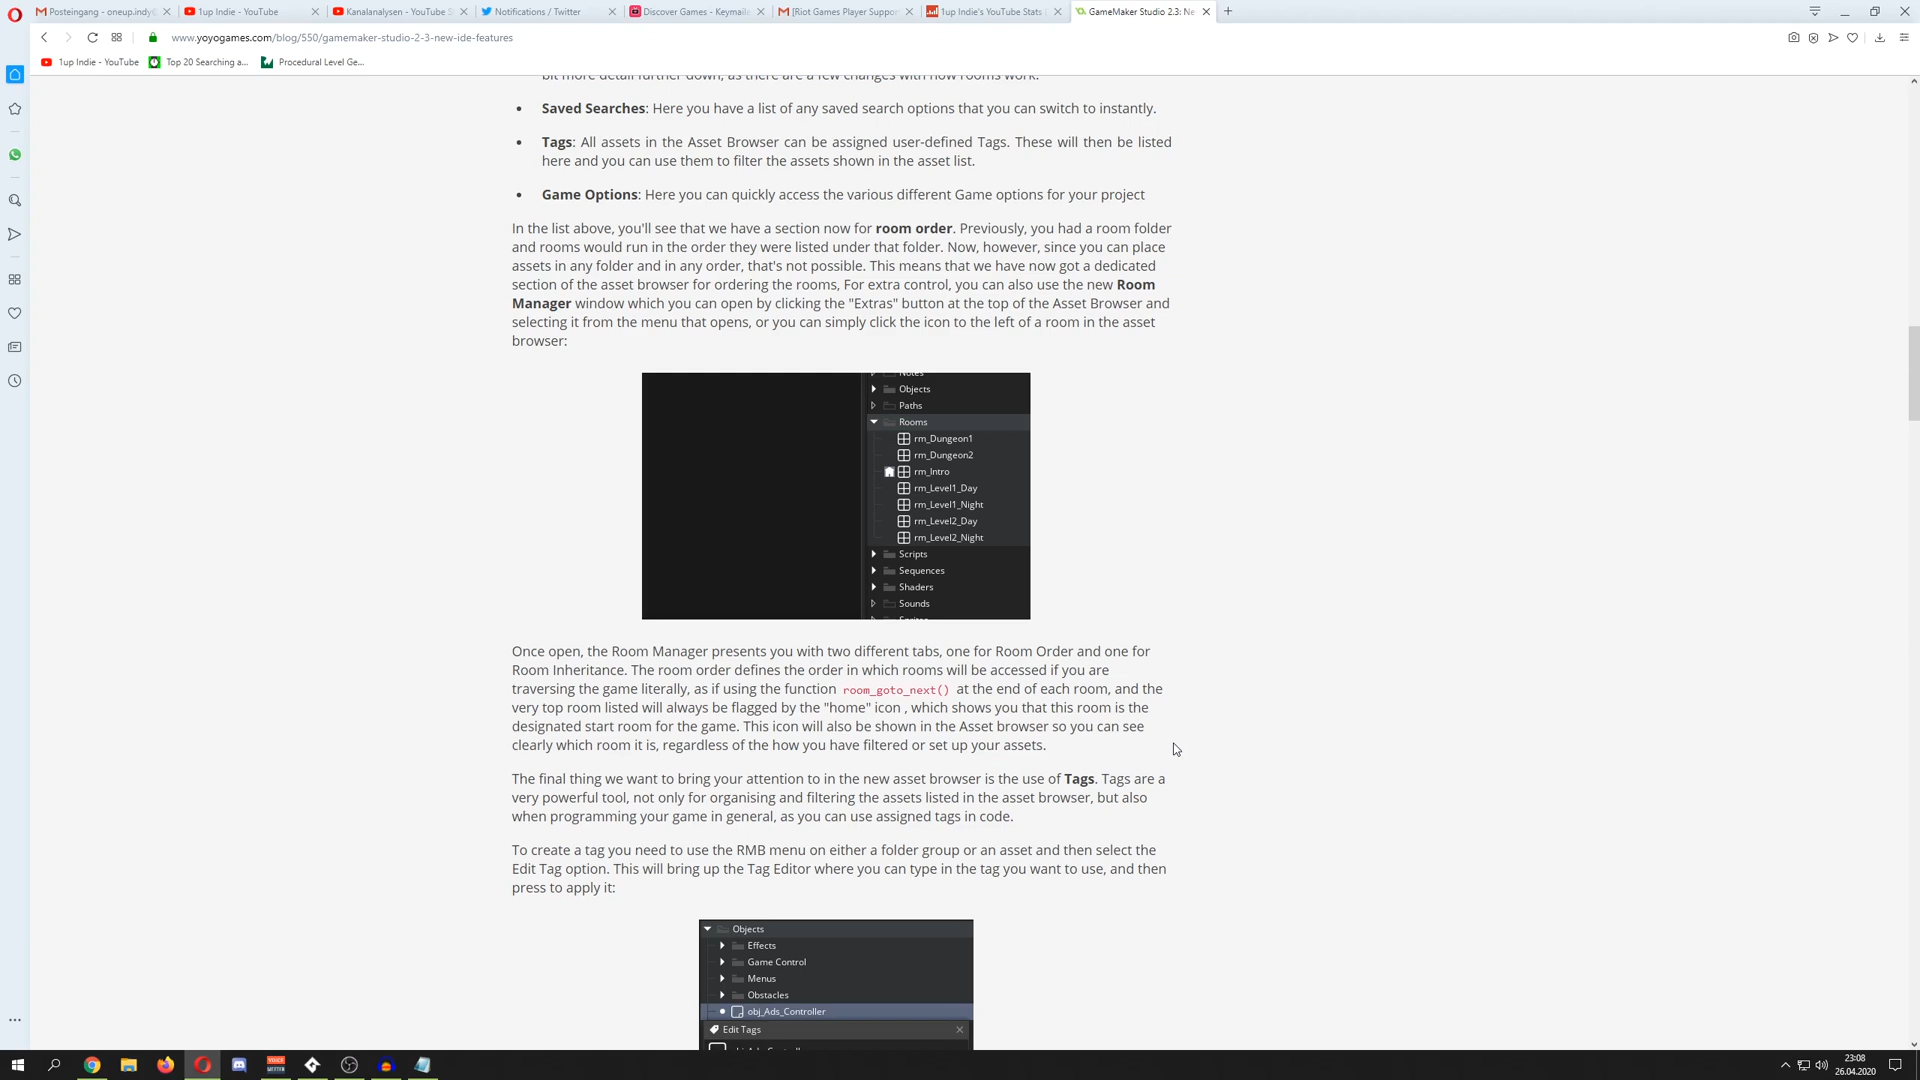 Posteingang - oneup.indy@
1up Indie - YouTube
Kanalanalysen - YouTube S
Notifications / Twitter
Discover Games - Keymaile
[Riot Games Player Support
1up Indie's YouTube Stats
GameMaker Studio 2.3: Ne
www.yoyogames.com/blog/550/gamemaker-studio-2-3-new-ide-features
1up Indie - YouTube
Top 20 Searching a...
Procedural Level Ge...
bit more detail further down, as there are a few changes with how rooms work.
• Saved Searches: Here you have a list of any saved search options that you can switch to instantly.
• Tags: All assets in the Asset Browser can be assigned user-defined Tags. These will then be listed
here and you can use them to filter the assets shown in the asset list.
• Game Options: Here you can quickly access the various different Game options for your project
In the list above, you'll see that we have a section now for room order. Previously, you had a room folder
and rooms would run in the order they were listed under that folder. Now, however, since you can place
assets in any folder and in any order, that's not possible. This means that we have now got a dedicated
section of the asset browser for ordering the rooms, For extra control, you can also use the new Room
Manager window which you can open by clicking the "Extras" button at the top of the Asset Browser and
selecting it from the menu that opens, or you can simply click the icon to the left of a room in the asset
browser:
Notes
Objects
Paths
Rooms
rm_Dungeon1
rm_Dungeon2
rm_Intro
rm_Level1_Day
rm_Level1_Night
rm_Level2_Day
rm_Level2_Night
Scripts
Sequences
Shaders
Sounds
Once open, the Room Manager presents you with two different tabs, one for Room Order and one for
Room Inheritance. The room order defines the order in which rooms will be accessed if you are
traversing the game literally, as if using the function room_goto_next() at the end of each room, and the
very top room listed will always be flagged by the "home" icon , which shows you that this room is the
designated start room for the game. This icon will also be shown in the Asset browser so you can see
clearly which room it is, regardless of the how you have filtered or set up your assets.
The final thing we want to bring your attention to in the new asset browser is the use of Tags. Tags are a
very powerful tool, not only for organising and filtering the assets listed in the asset browser, but also
when programming your game in general, as you can use assigned tags in code.
To create a tag you need to use the RMB menu on either a folder group or an asset and then select the
Edit Tag option. This will bring up the Tag Editor where you can type in the tag you want to use, and then
press to apply it:
Objects
Effects
Game Control
Menus
Obstacles
obj_Ads_Controller
Edit Tags
23:08
26.04.2020